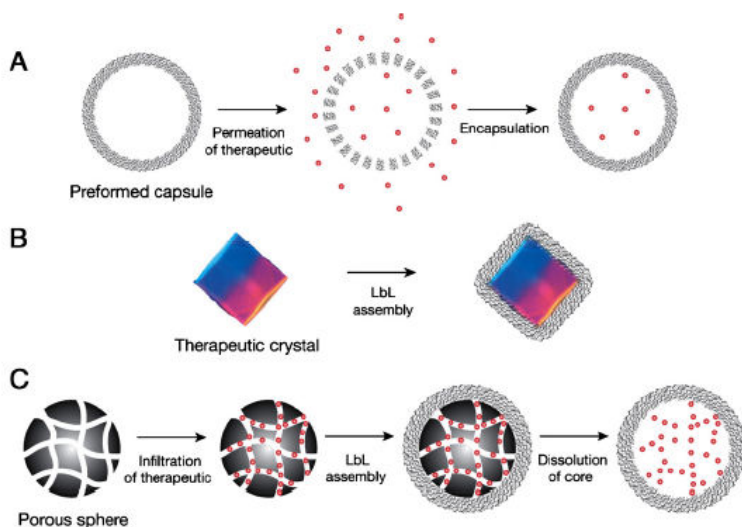 A
Permeation
of therapeutic
Encapsulation
Preformed capsule
B
LbL
assembly
Therapeutic crystal
C
Infiltration
of therapeutic
LbL
assembly
Dissolution
of core
Porous sphere